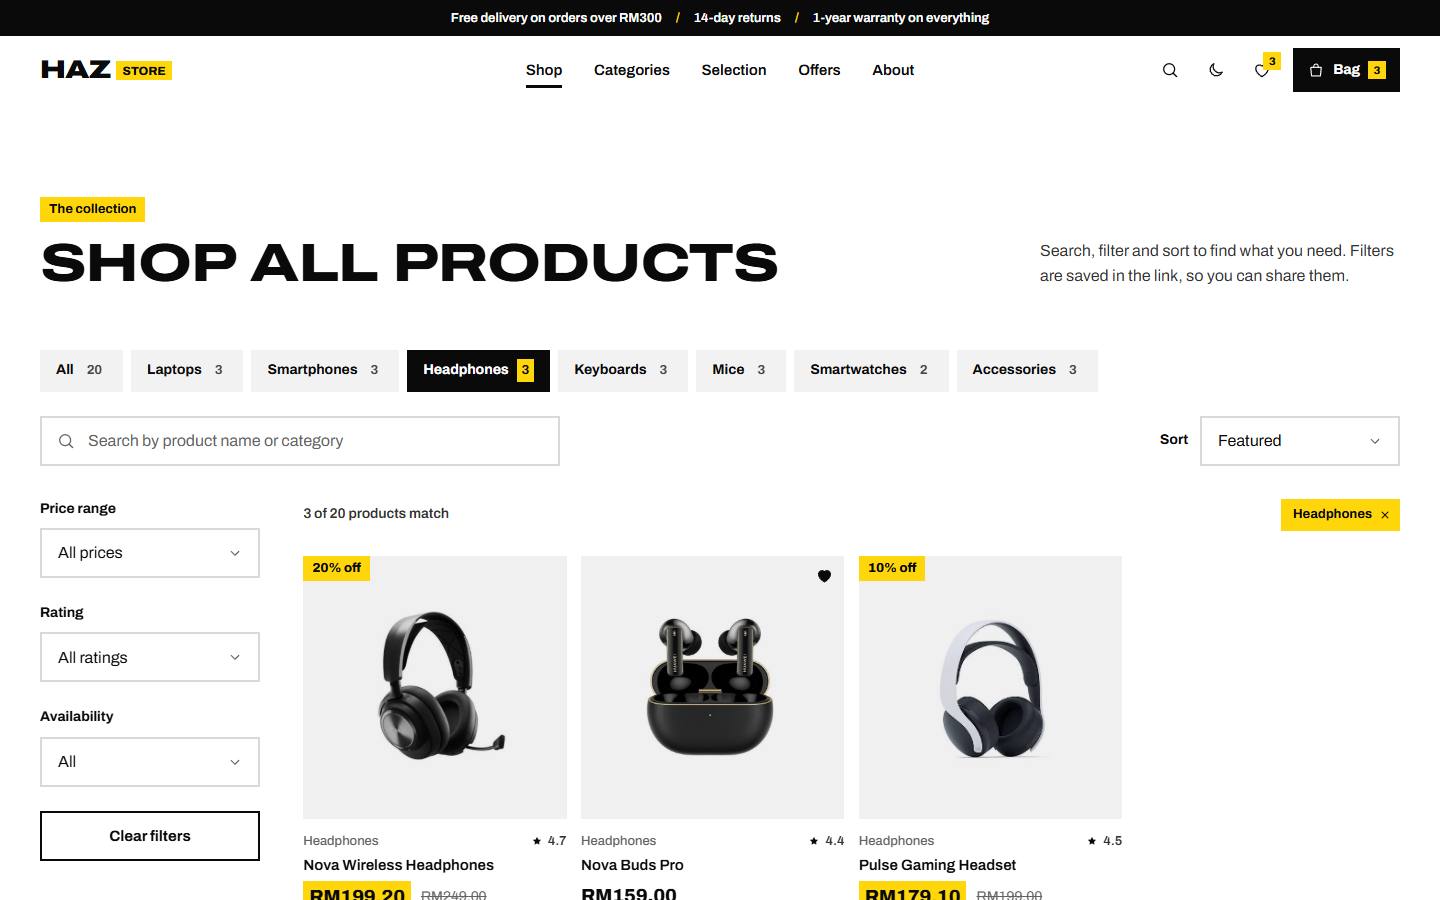 Free delivery on orders over RM300 / 14-day returns / 1-year warranty on everything
HAZ STORE
Shop Categories Selection Offers About
3
Bag 3
The collection
SHOP ALL PRODUCTS
Search, filter and sort to find what you need. Filters
are saved in the link, so you can share them.
All 20 Laptops 3 Smartphones 3 Headphones 3 Keyboards 3 Mice 3 Smartwatches 2 Accessories 3
Search by product name or category
Sort Featured
Price range
All prices
Rating
All ratings
Availability
All
Clear filters
3 of 20 products match
Headphones ×
20% off
10% off
Headphones ★ 4.7
Nova Wireless Headphones
RM199.20 RM249.00
Headphones ★ 4.4
Nova Buds Pro
RM159.00
Headphones ★ 4.5
Pulse Gaming Headset
RM179.10 RM199.00